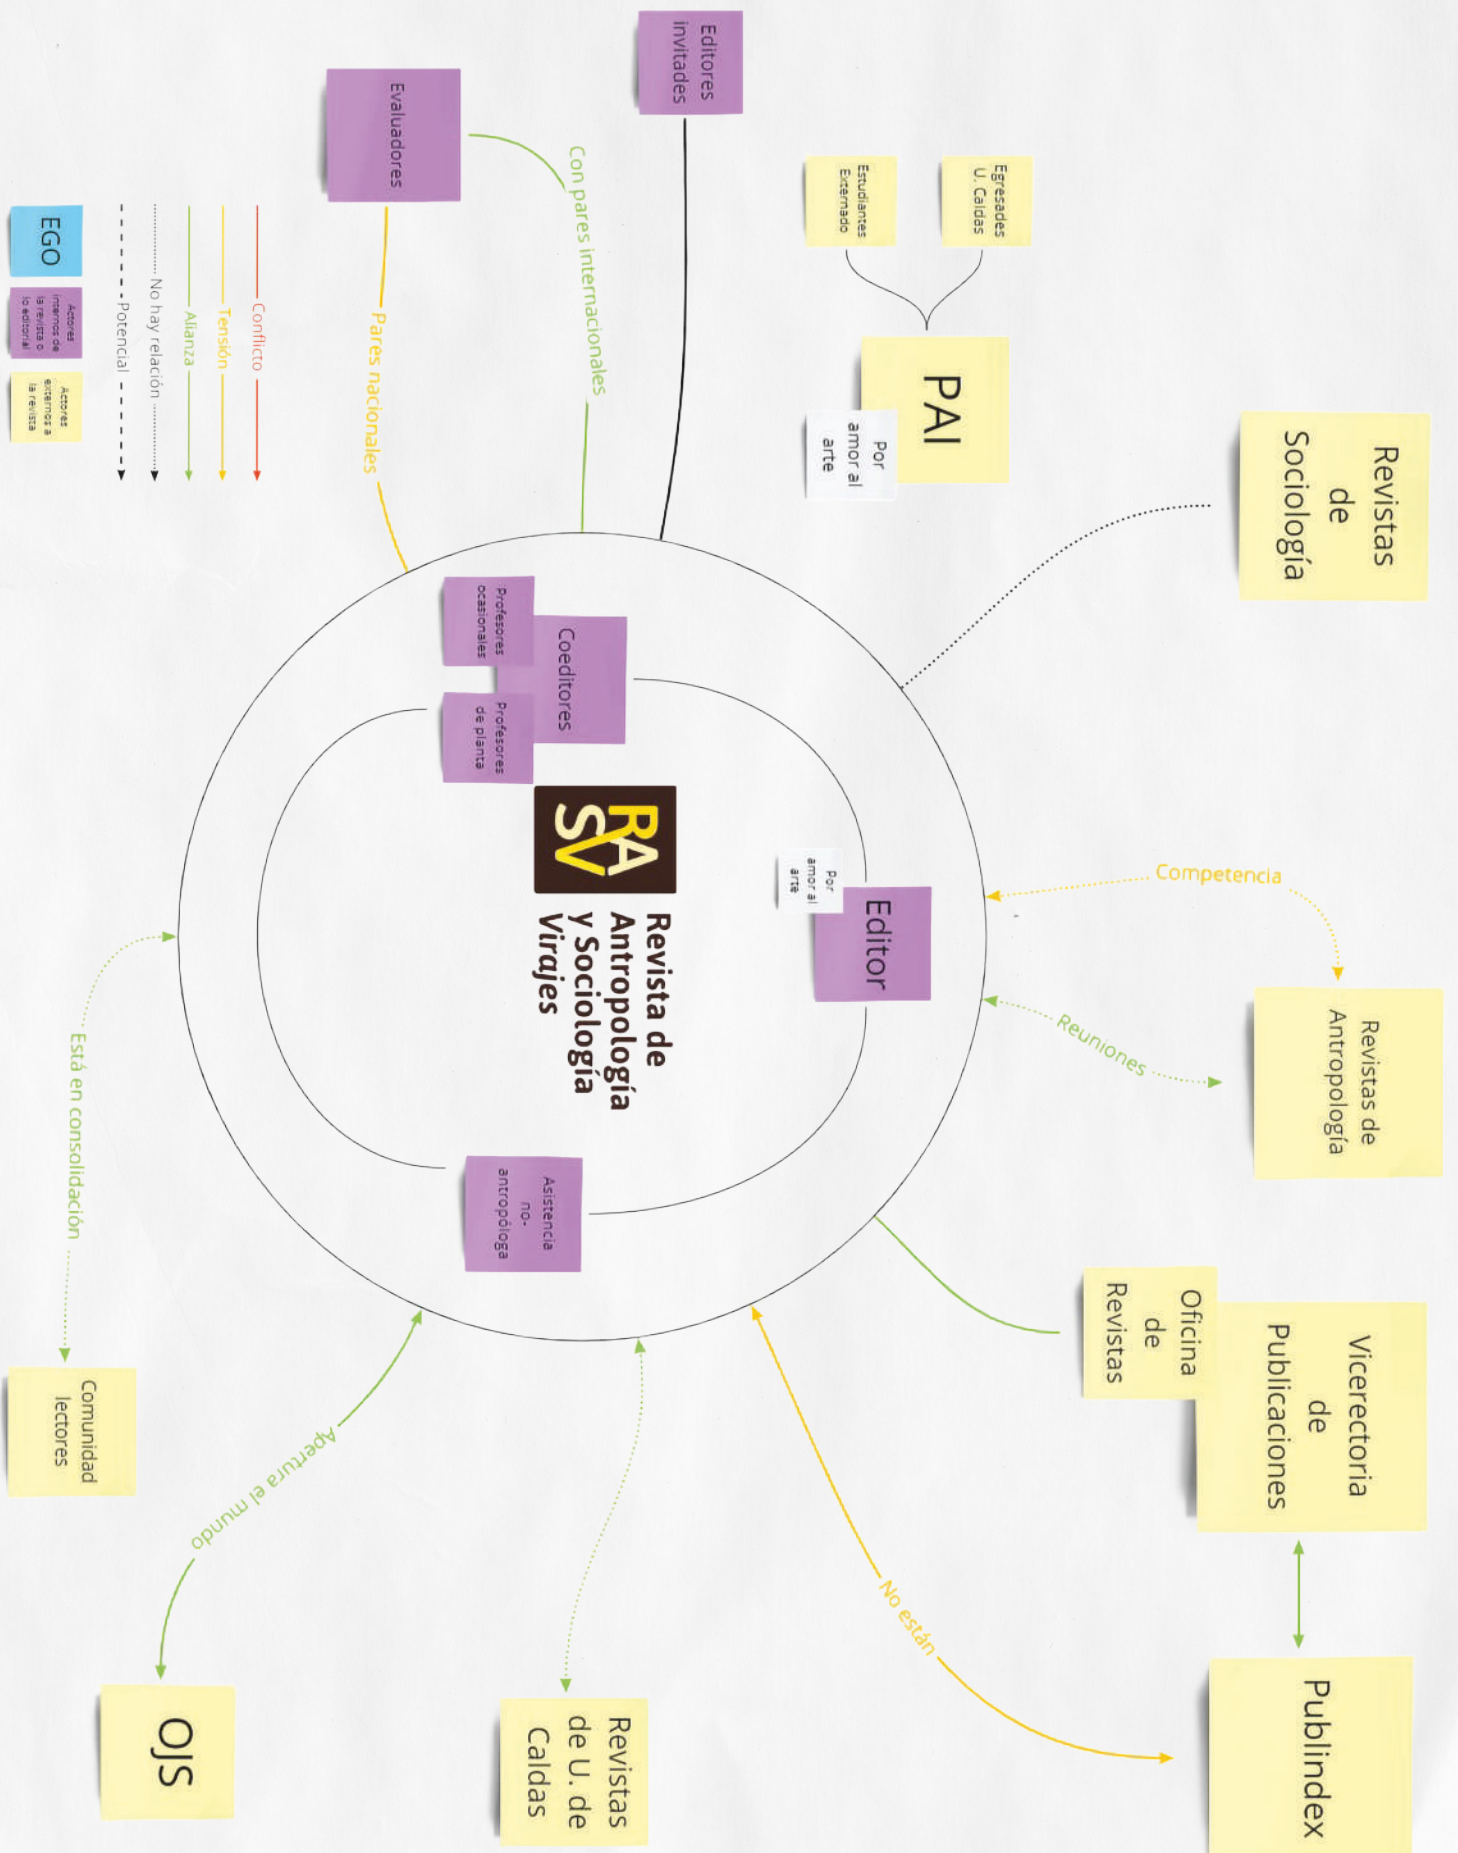 Revistas
de
Sociología
Revistas de
Antropología
Vicerectoria
de
Publicaciones
Oficina
de
Revistas
Publindex
Egresades
U. Caldas
Estudiantes
Externado
PAI
Por
amor al
arte
Competencia
Reuniones
No están
Editores
invitades
Con pares internacionales
Evaluadores
Pares nacionales
Editor
Por
amor al
arte
Coeditores
Profesores
ocasionales
Profesores
de planta
RA
SV
Revista de
Antropología
y Sociología
Virajes
Asistencia
no-
antropóloga
Revistas
de U. de
Caldas
Apertura el mundo
OJS
Está en consolidación
Comunidad
lectores
Conflicto
Tensión
Alianza
No hay relación
Potencial
EGO
Actores
internos de
la revista o
lo editorial
Actores
externos a
la revista